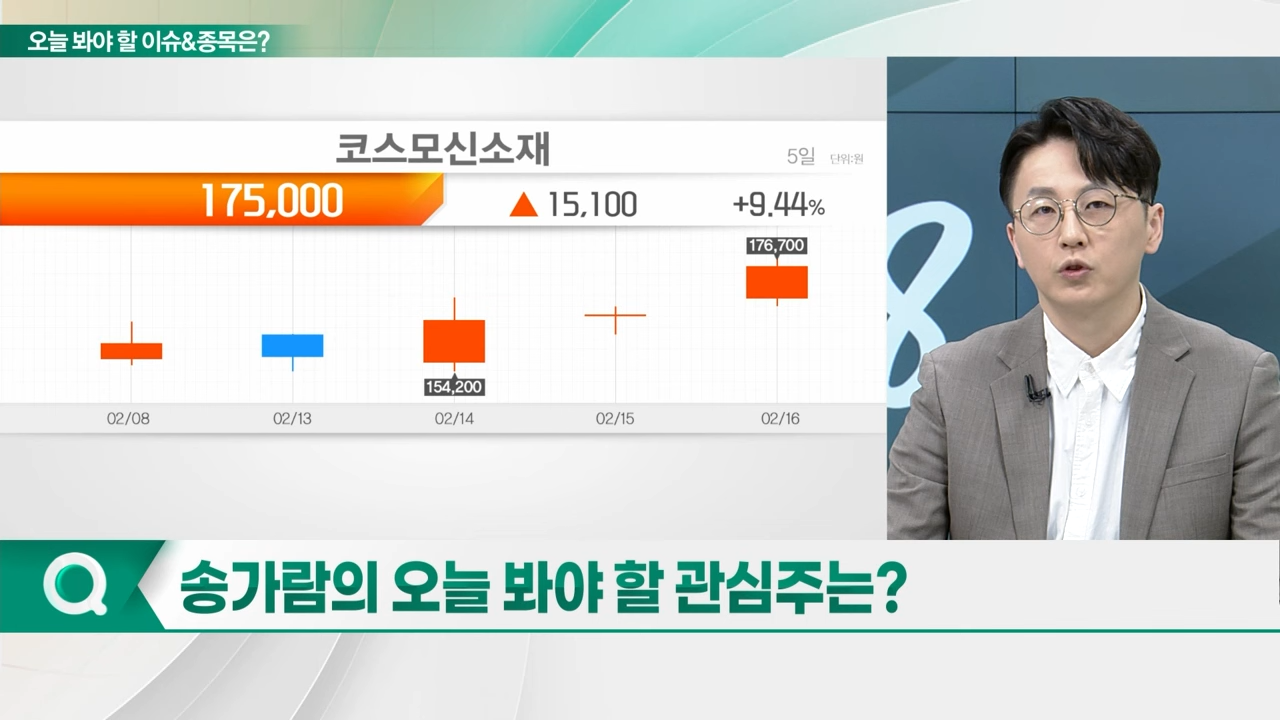 오늘 봐야 할 이슈&종목은?
코스모신소재
5일 단위:원
175,000 ▲ 15,100 +9.44%
176,700
154,200
02/08 02/13 02/14 02/15 02/16
8
송가람의 오늘 봐야 할 관심주는?